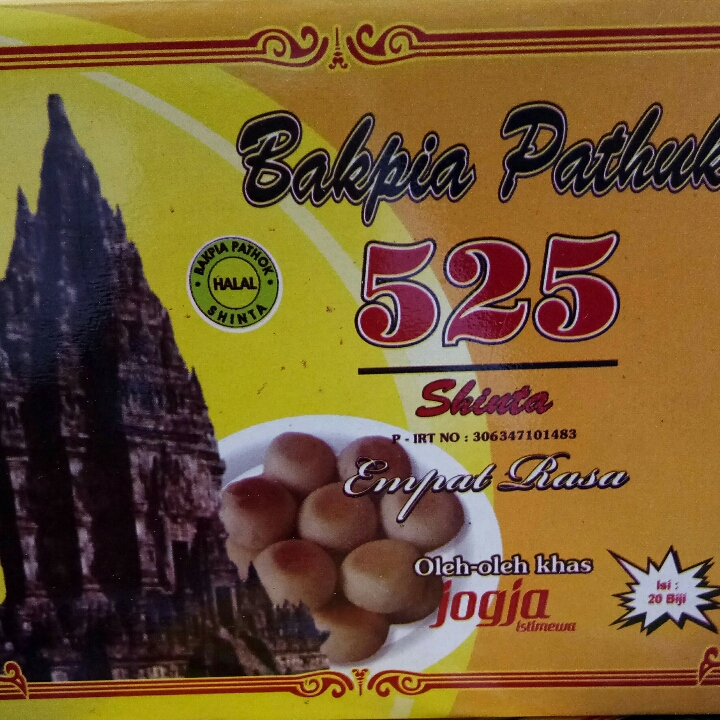 Bakpia Pathuk
525
BAKPIA PATHOK
HALAL
SHINTA
Shinta
P - IRT NO : 306347101483
Empat Rasa
Oleh-oleh khas
jogja
istimewa
Isi :
20 Biji